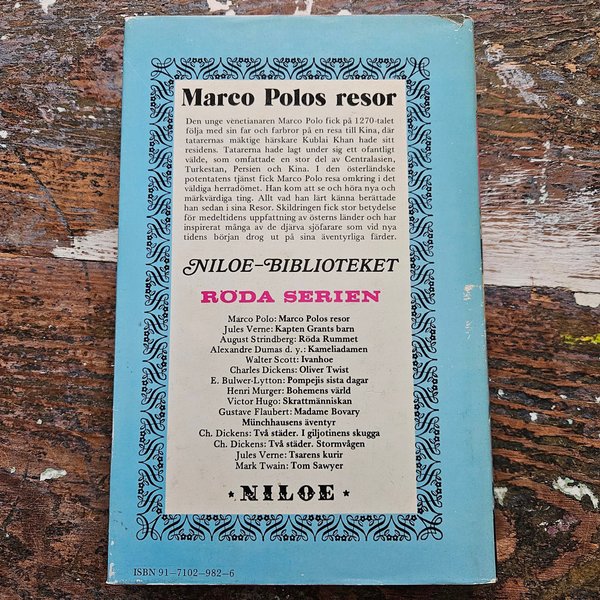 Marco Polos resor
Den unge venetianaren Marco Polo fick på 1270-talet
följa med sin far och farbror på en resa till Kina, där
tatarernas mäktige härskare Kublai Khan hade sitt
residens. Tatarerna hade lagt under sig ett ofantligt
välde, som omfattade en stor del av Centralasien,
Turkestan, Persien och Kina. I den österländske
potentatens tjänst fick Marco Polo resa omkring i det
väldiga herradömet. Han kom att se och höra nya och
märkvärdiga ting. Allt vad han lärt känna berättade
han sedan i sina Resor. Skildringen fick stor betydelse
för medeltidens uppfattning av österns länder och har
inspirerat många av de djärva sjöfarare som vid nya
tidens början drog ut på sina äventyrliga färder.
NILOE-BIBLIOTEKET
RÖDA SERIEN
Marco Polo: Marco Polos resor
Jules Verne: Kapten Grants barn
August Strindberg: Röda Rummet
Alexandre Dumas d. y.: Kameliadamen
Walter Scott: Ivanhoe
Charles Dickens: Oliver Twist
E. Bulwer-Lytton: Pompejis sista dagar
Henri Murger: Bohemens värld
Victor Hugo: Skrattmänniskan
Gustave Flaubert: Madame Bovary
Münchhausens äventyr
Ch. Dickens: Två städer. I giljotinens skugga
Ch. Dickens: Två städer. Stormvågen
Jules Verne: Tsarens kurir
Mark Twain: Tom Sawyer
* NILOE *
ISBN 91-7102-982-6